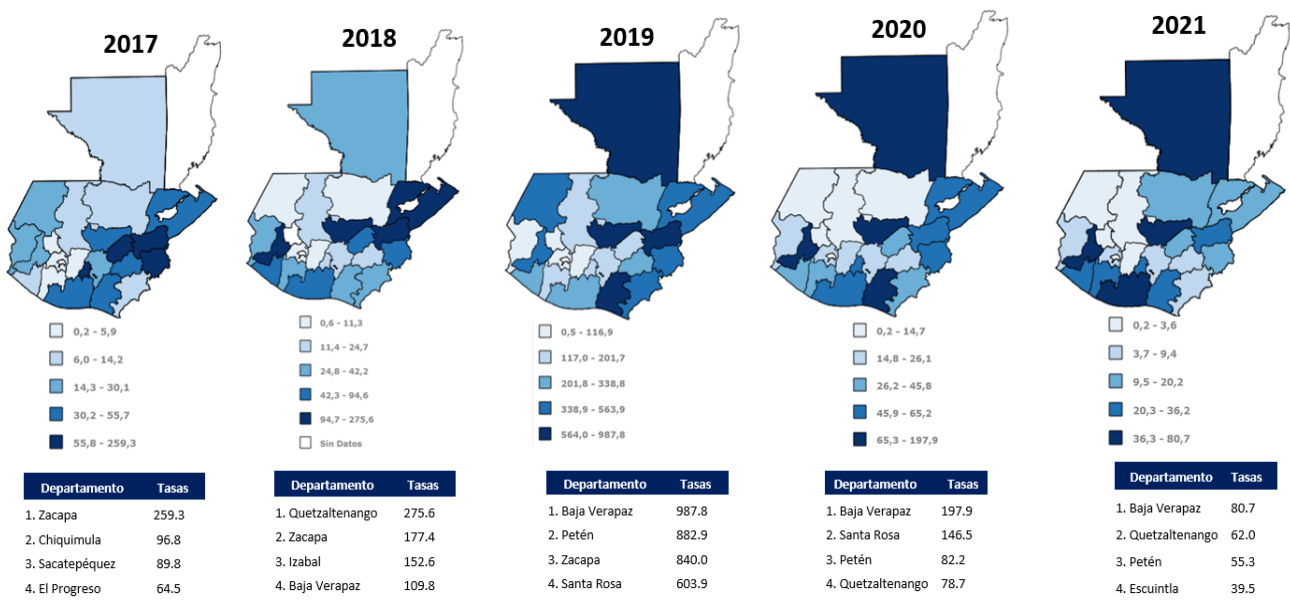 2017
0,2 - 5,9
6,0 - 14,2
14,3 - 30,1
30,2 - 55,7
55,8 - 259,3
Departamento Tasas
1. Zacapa 259.3
2. Chiquimula 96.8
3. Sacatepéquez 89.8
4. El Progreso 64.5
2018
0,6 - 11,3
11,4 - 24,7
24,8 - 42,2
42,3 - 94,6
94,7 - 275,6
Sin Datos
Departamento Tasas
1. Quetzaltenango 275.6
2. Zacapa 177.4
3. Izabal 152.6
4. Baja Verapaz 109.8
2019
0,5 - 116,9
117,0 - 201,7
201,8 - 338,8
338,9 - 563,9
564,0 - 987,8
Departamento Tasas
1. Baja Verapaz 987.8
2. Petén 882.9
3. Zacapa 840.0
4. Santa Rosa 603.9
2020
0,2 - 14,7
14,8 - 26,1
26,2 - 45,8
45,9 - 65,2
65,3 - 197,9
Departamento Tasas
1. Baja Verapaz 197.9
2. Santa Rosa 146.5
3. Petén 82.2
4. Quetzaltenango 78.7
2021
0,2 - 3,6
3,7 - 9,4
9,5 - 20,2
20,3 - 36,2
36,3 - 80,7
Departamento Tasas
1. Baja Verapaz 80.7
2. Quetzaltenango 62.0
3. Petén 55.3
4. Escuintla 39.5